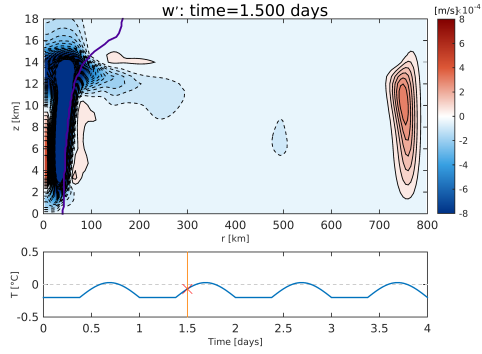 w′: time=1.500 days
[m/s]×10⁻⁴
18
16
14
12
10
8
6
4
2
0
z [km]
0 100 200 300 400 500 600 700 800
r [km]
8
6
4
2
0
-2
-4
-6
-8
0.5
0
-0.5
T [°C]
0 0.5 1 1.5 2 2.5 3 3.5 4
Time [days]